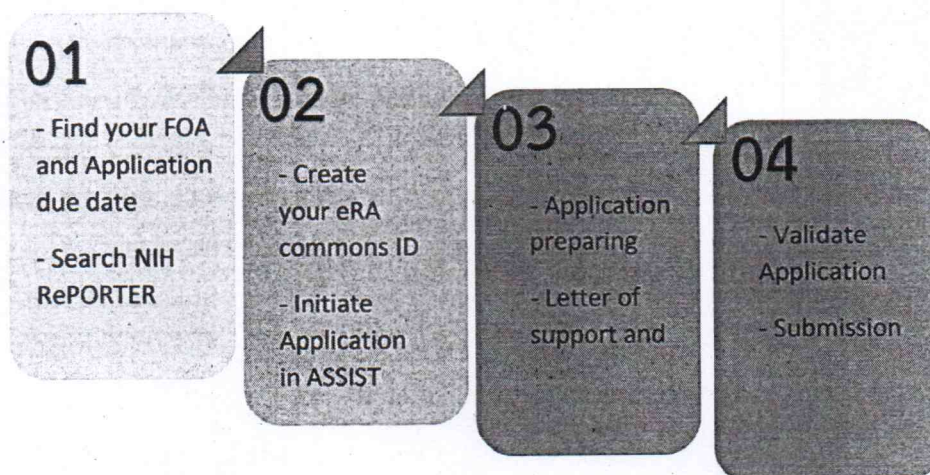 01
- Find your FOA
and Application
due date
- Search NIH
RePORTER
02
- Create
your eRA
commons ID
- Initiate
Application
in ASSIST
03
- Application
preparing
- Letter of
support and
04
- Validate
Application
- Submission